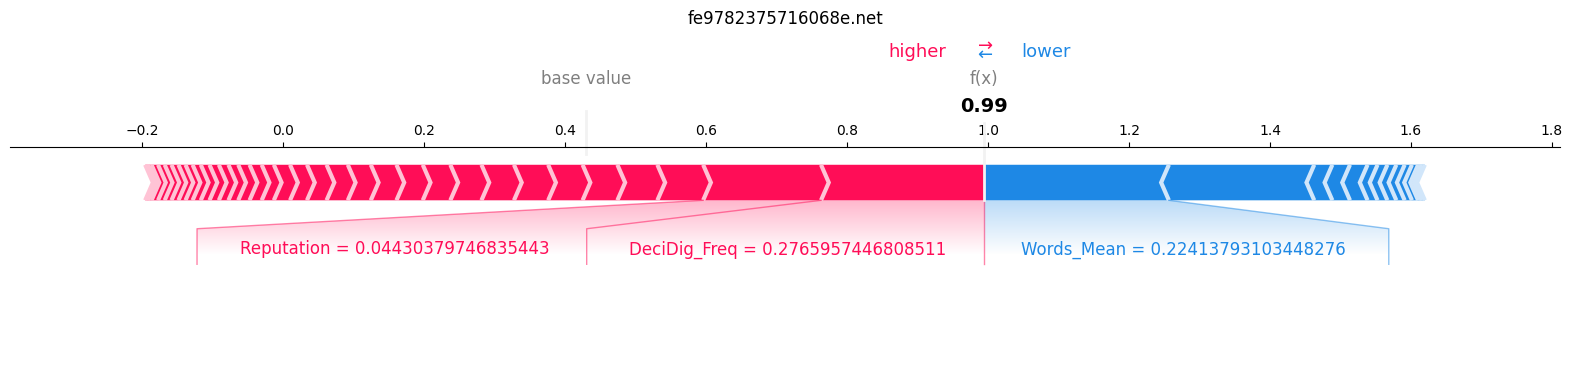 fe9782375716068e.net
higher ⇄ lower
base value f(x)
0.99
−0.2 0.0 0.2 0.4 0.6 0.8 1.0 1.2 1.4 1.6 1.8
Reputation = 0.04430379746835443 DeciDig_Freq = 0.2765957446808511 Words_Mean = 0.22413793103448276